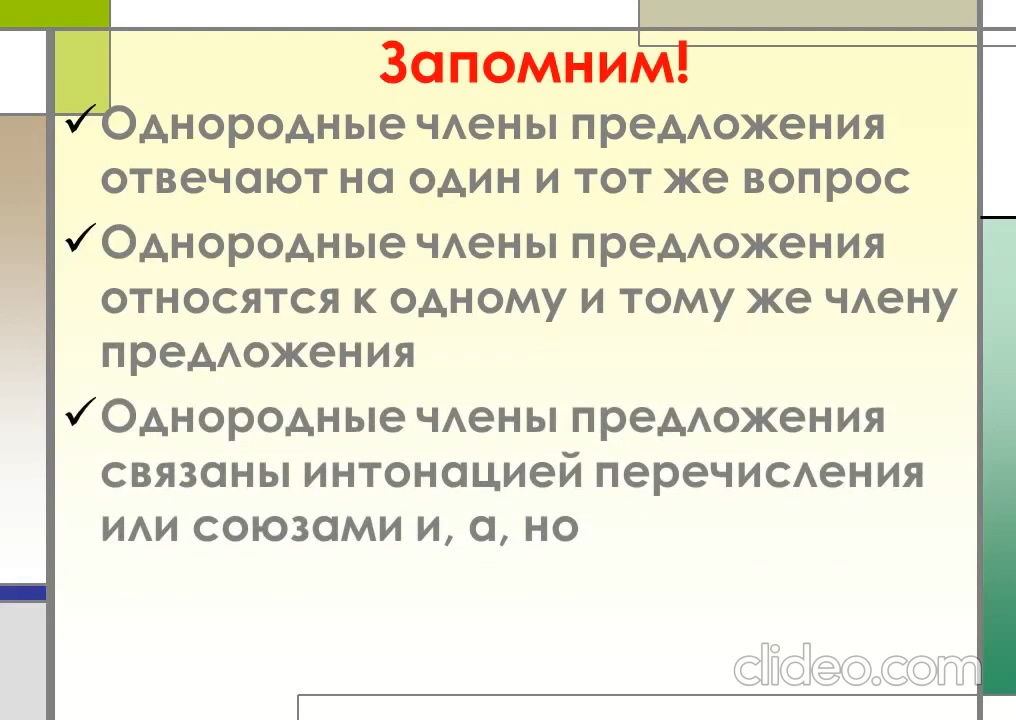 Запомним!
Однородные члены предложения
отвечают на один и тот же вопрос
Однородные члены предложения
относятся к одному и тому же члену
предложения
Однородные члены предложения
связаны интонацией перечисления
или союзами и, а, но
clideo.com